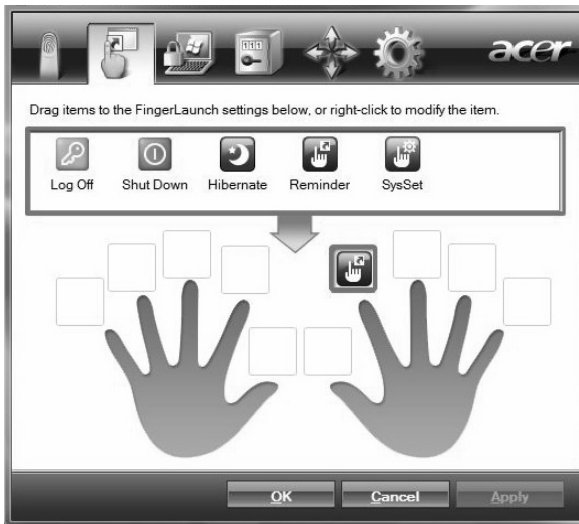 acer
Drag items to the FingerLaunch settings below, or right-click to modify the item.
Log Off Shut Down Hibernate Reminder SysSet
OK Cancel Apply